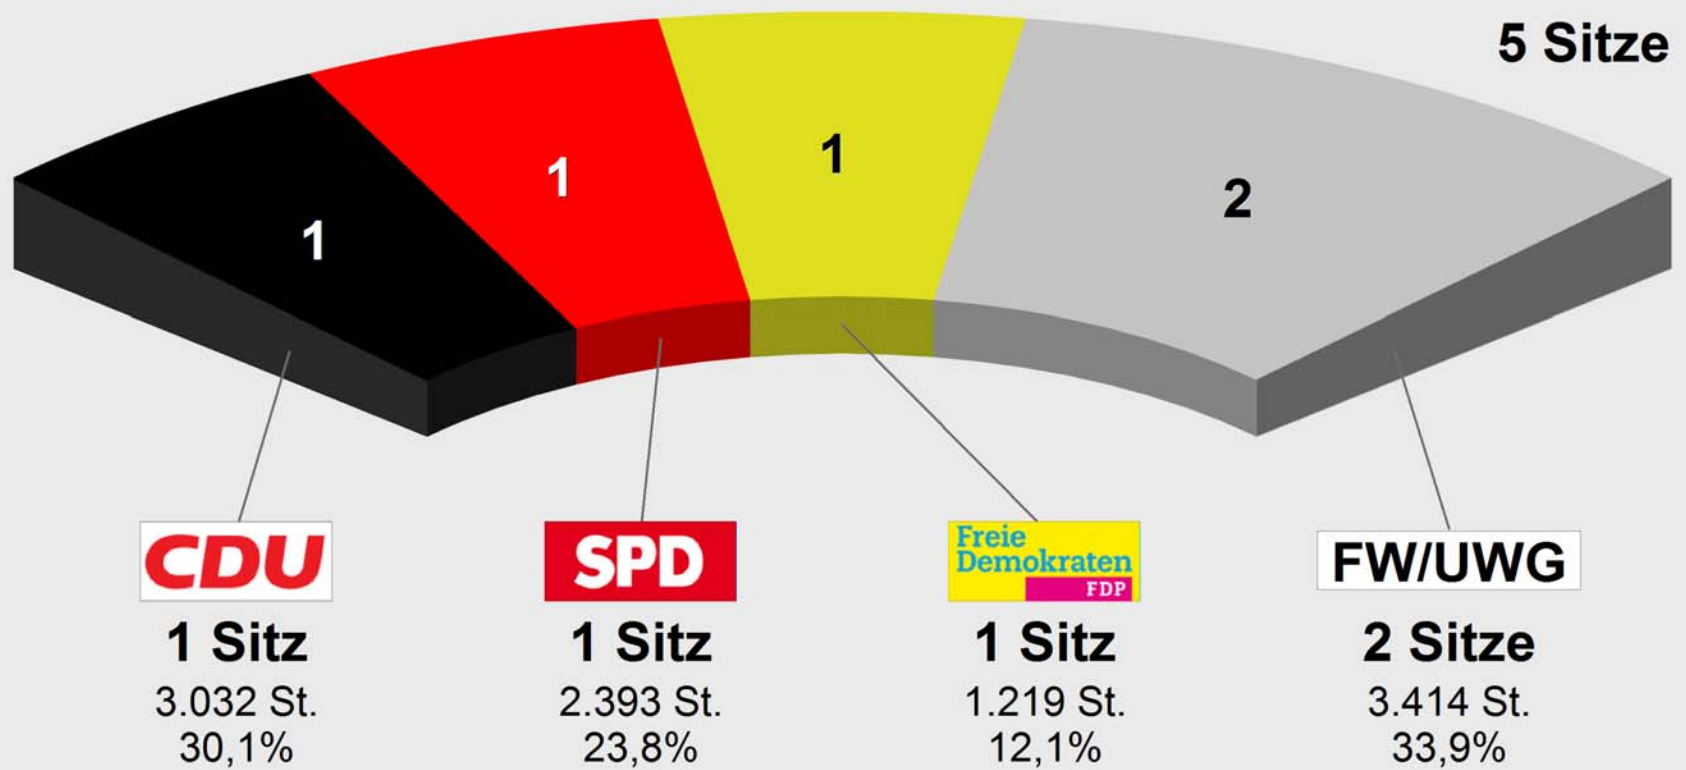 5 Sitze
1
1
1
2
CDU
SPD
Freie
Demokraten
FDP
FW/UWG
1 Sitz
1 Sitz
1 Sitz
2 Sitze
3.032 St.
2.393 St.
1.219 St.
3.414 St.
30,1%
23,8%
12,1%
33,9%